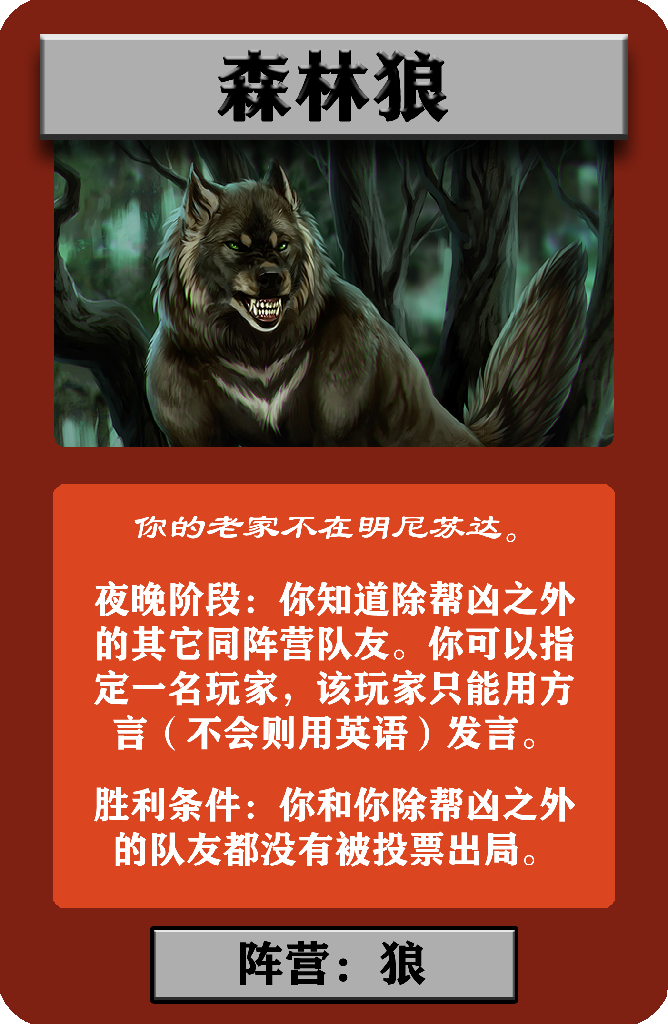 森林狼
你的老家不在明尼苏达。
夜晚阶段：你知道除帮凶之外
的其它同阵营队友。你可以指
定一名玩家，该玩家只能用方
言（不会则用英语）发言。
胜利条件：你和你除帮凶之外
的队友都没有被投票出局。
阵营：狼